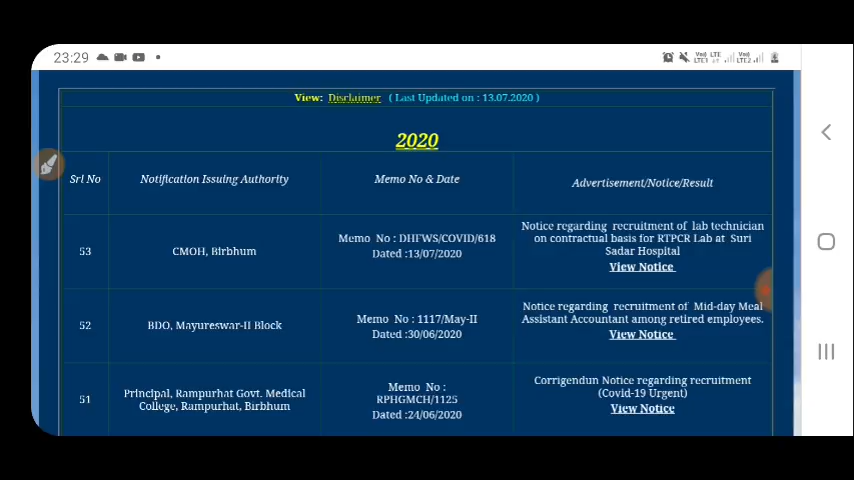 23:29
View: Disclaimer ( Last Updated on : 13.07.2020 )
2020
Srl No
Notification Issuing Authority
Memo No & Date
Advertisement/Notice/Result
53
CMOH, Birbhum
Memo No : DHFWS/COVID/618
Dated :13/07/2020
Notice regarding recruitment of lab technician
on contractual basis for RTPCR Lab at Suri
Sadar Hospital
View Notice
52
BDO, Mayureswar-II Block
Memo No : 1117/May-II
Dated :30/06/2020
Notice regarding recruitment of Mid-day Meal
Assistant Accountant among retired employees.
View Notice
51
Principal, Rampurhat Govt. Medical
College, Rampurhat, Birbhum
Memo No :
RPHGMCH/1125
Dated :24/06/2020
Corrigendun Notice regarding recruitment
(Covid-19 Urgent)
View Notice